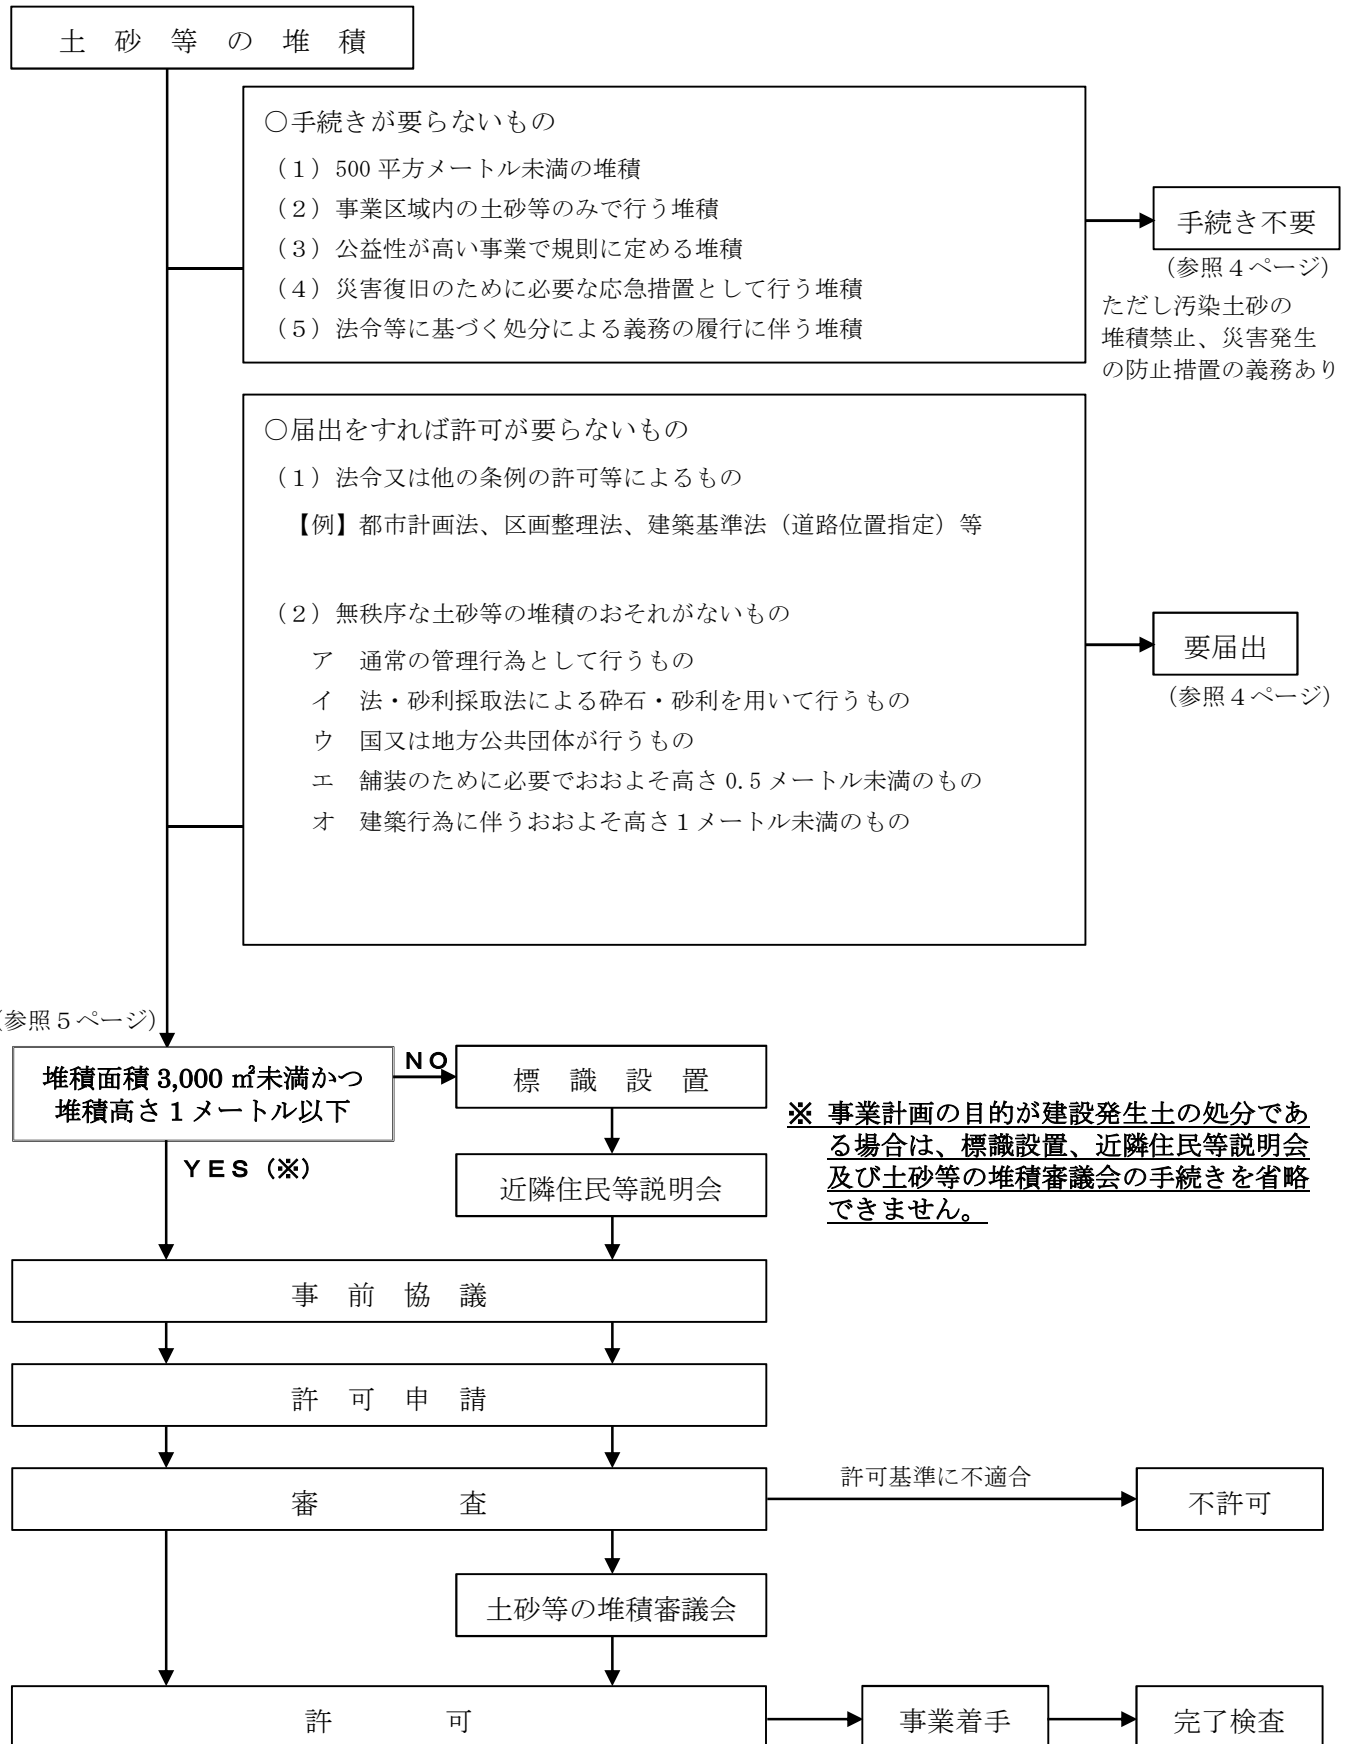 土砂等の堆積
○手続きが要らないもの
（１）500 平方メートル未満の堆積
（２）事業区域内の土砂等のみで行う堆積
（３）公益性が高い事業で規則に定める堆積
（４）災害復旧のために必要な応急措置として行う堆積
（５）法令等に基づく処分による義務の履行に伴う堆積
手続き不要
（参照４ページ）
ただし汚染土砂の
堆積禁止、災害発生
の防止措置の義務あり
○届出をすれば許可が要らないもの
（１）法令又は他の条例の許可等によるもの
【例】都市計画法、区画整理法、建築基準法（道路位置指定）等
（２）無秩序な土砂等の堆積のおそれがないもの
ア　通常の管理行為として行うもの
イ　法・砂利採取法による砕石・砂利を用いて行うもの
ウ　国又は地方公共団体が行うもの
エ　舗装のために必要でおおよそ高さ 0.5 メートル未満のもの
オ　建築行為に伴うおおよそ高さ１メートル未満のもの
要届出
（参照４ページ）
（参照５ページ）
堆積面積 3,000 ㎡未満かつ
堆積高さ１メートル以下
ＮＯ
ＹＥＳ（※）
標識設置
近隣住民等説明会
※ 事業計画の目的が建設発生土の処分であ
る場合は、標識設置、近隣住民等説明会
及び土砂等の堆積審議会の手続きを省略
できません。
事前協議
許可申請
審査
許可基準に不適合
不許可
土砂等の堆積審議会
許可
事業着手
完了検査